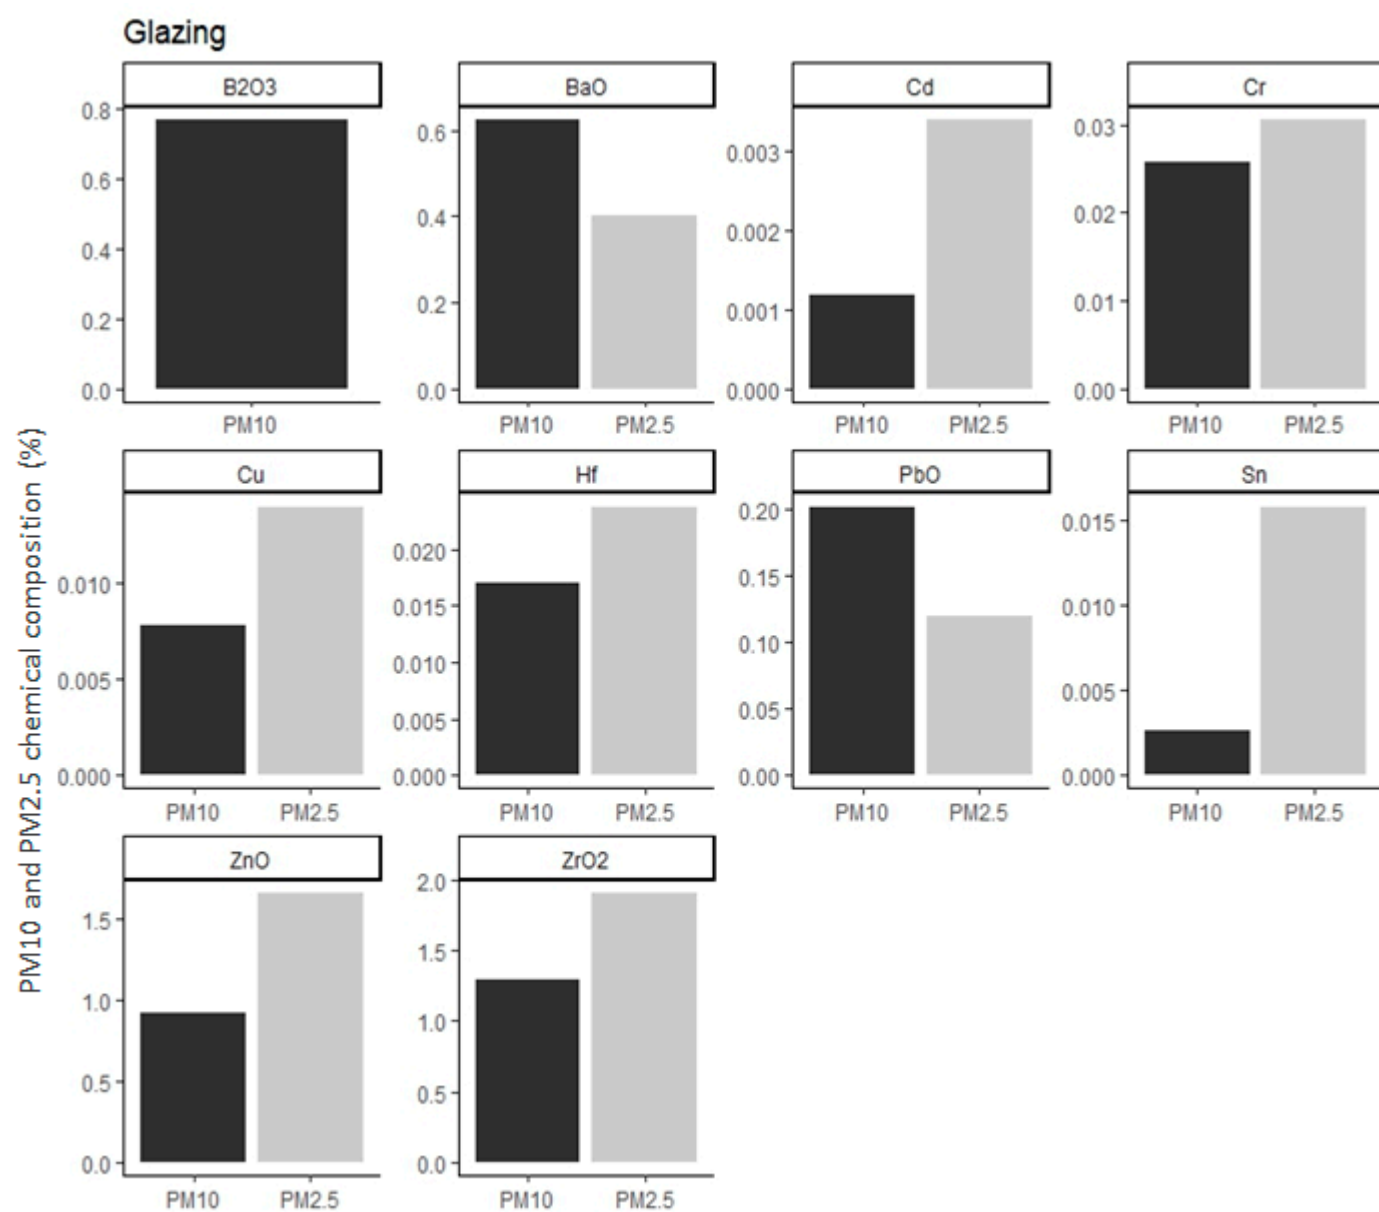 Glazing
PM10 and PM2.5 chemical composition (%)
B2O3
0.8
0.6
0.4
0.2
0.0
PM10
BaO
0.6
0.4
0.2
0.0
PM10 PM2.5
Cd
0.003
0.002
0.001
0.000
PM10 PM2.5
Cr
0.03
0.02
0.01
0.00
PM10 PM2.5
Cu
0.010
0.005
0.000
PM10 PM2.5
Hf
0.020
0.015
0.010
0.005
0.000
PM10 PM2.5
PbO
0.20
0.15
0.10
0.05
0.00
PM10 PM2.5
Sn
0.015
0.010
0.005
0.000
PM10 PM2.5
ZnO
1.5
1.0
0.5
0.0
PM10 PM2.5
ZrO2
2.0
1.5
1.0
0.5
0.0
PM10 PM2.5